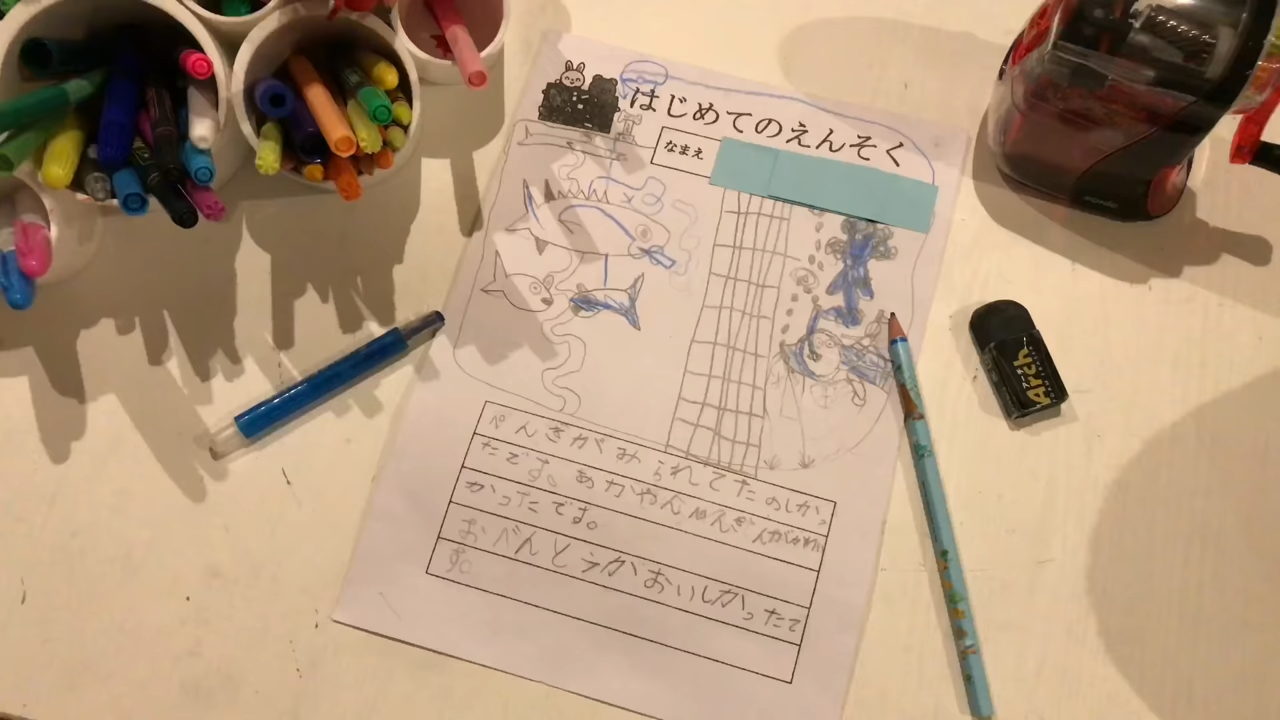 はじめてのえんそく
なまえ
ぺんぎがみられてたのしかっ
たです。あかやんぺんぎんがかわい
かったです。
おべんとうがおいしかったで
す。
Arch